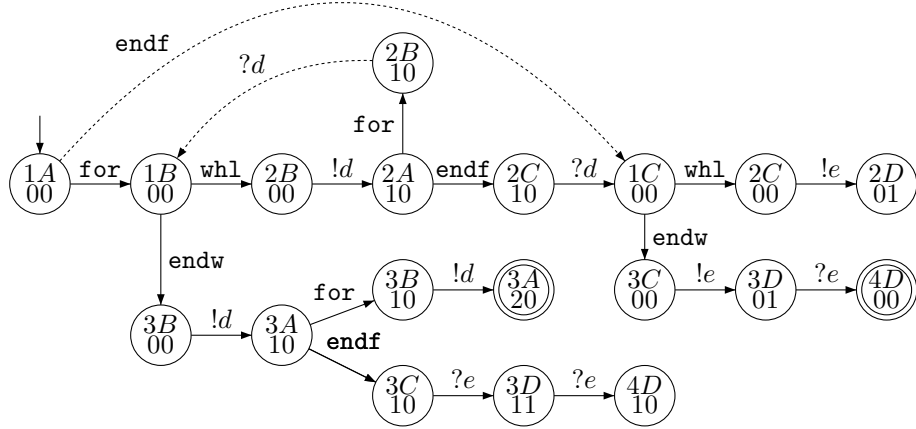 endf
?d
2B
10
for
1A
00
for
1B
00
whl
2B
00
!d
2A
10
endf
2C
10
?d
1C
00
whl
2C
00
!e
2D
01
endw
endw
3B
00
!d
3A
10
for
3B
10
!d
3A
20
endf
3C
10
?e
3D
11
?e
4D
10
3C
00
!e
3D
01
?e
4D
00